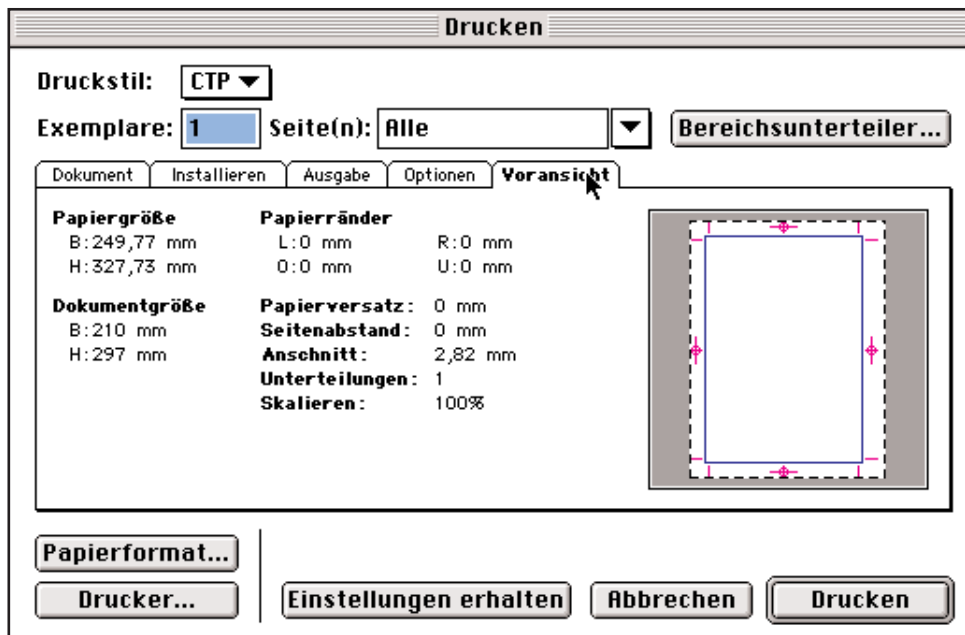 Drucken
Druckstil: CTP
Exemplare: 1 Seite(n): Alle Bereichsunterteiler...
Dokument Installieren Ausgabe Optionen Voransicht
Papiergröße Papierränder
B:249,77 mm L:0 mm R:0 mm
H:327,73 mm O:0 mm U:0 mm
Dokumentgröße Papierversatz: 0 mm
B:210 mm Seitenabstand: 0 mm
H:297 mm Anschnitt: 2,82 mm
Unterteilungen: 1
Skalieren: 100%
Papierformat...
Drucker... Einstellungen erhalten Abbrechen Drucken